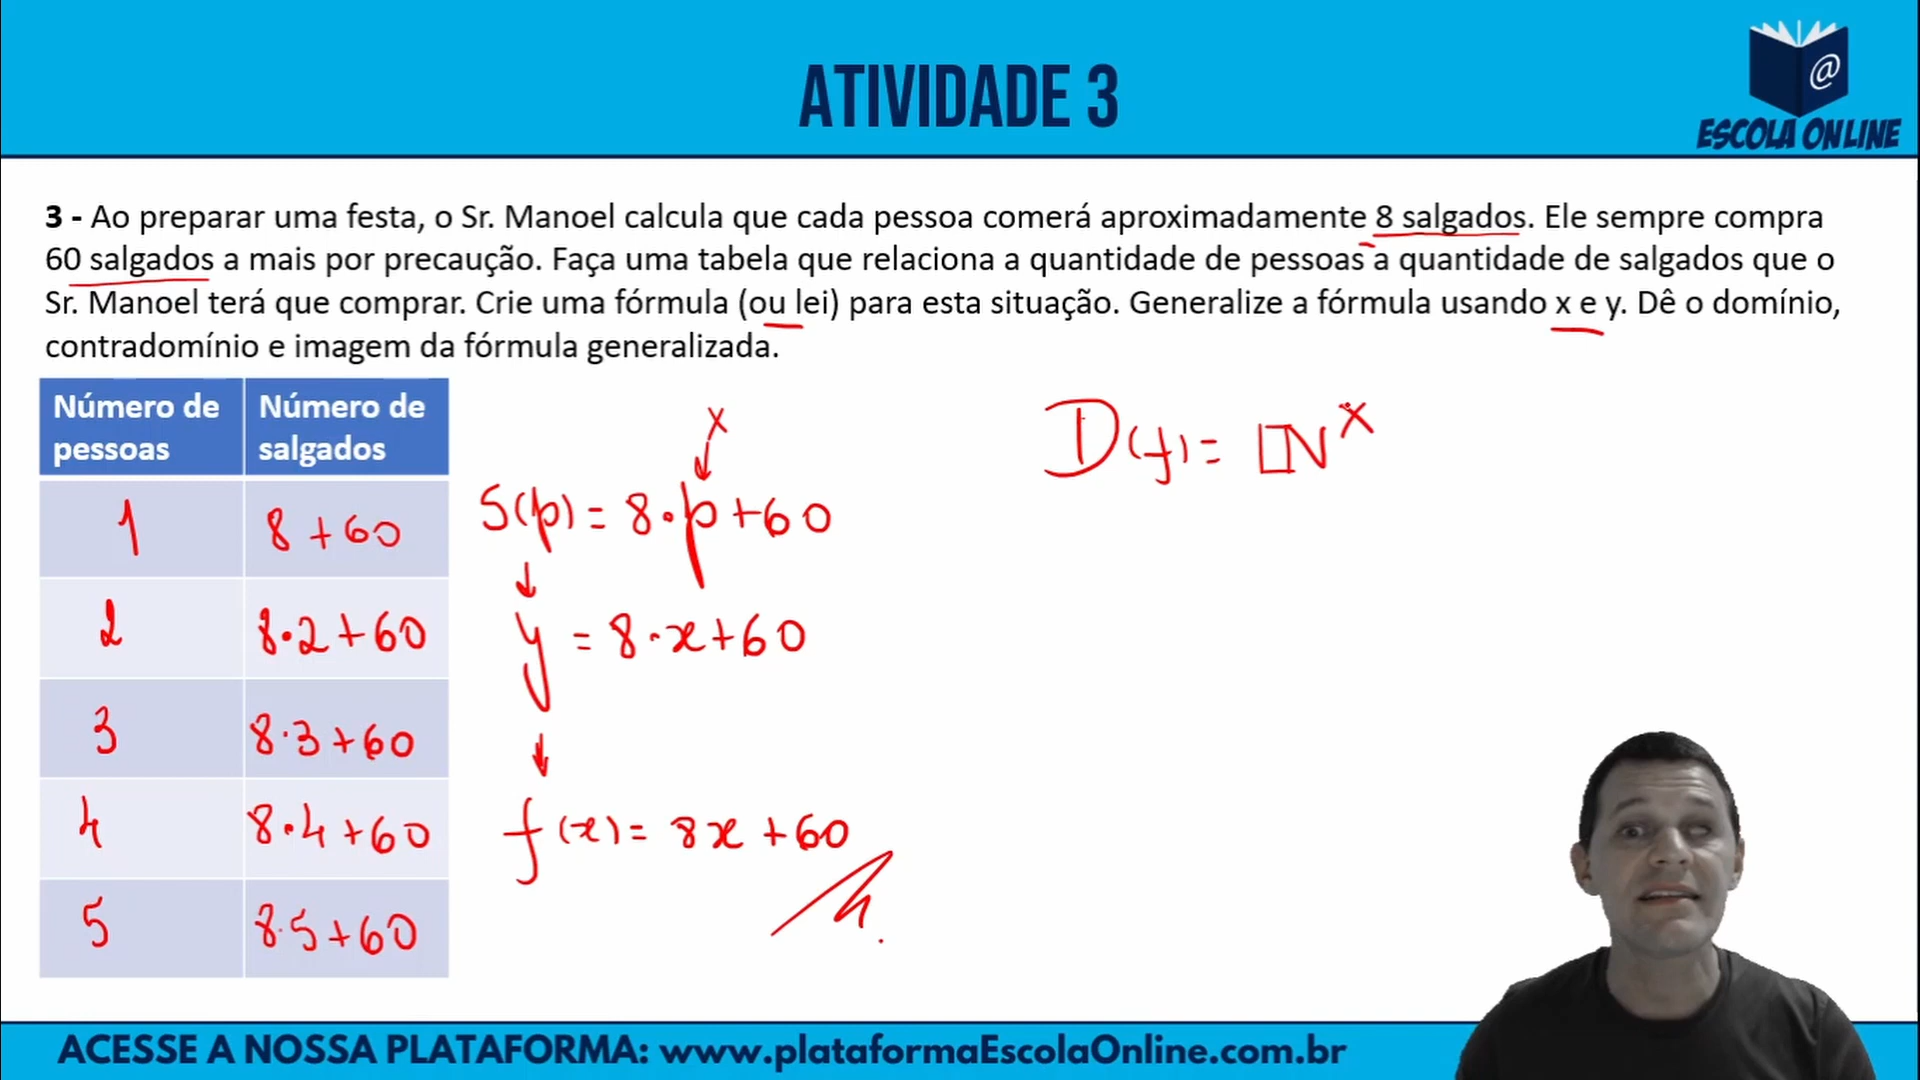 ATIVIDADE 3
@
ESCOLA ONLINE
3 - Ao preparar uma festa, o Sr. Manoel calcula que cada pessoa comerá aproximadamente 8 salgados. Ele sempre compra
60 salgados a mais por precaução. Faça uma tabela que relaciona a quantidade de pessoas a quantidade de salgados que o
Sr. Manoel terá que comprar. Crie uma fórmula (ou lei) para esta situação. Generalize a fórmula usando x e y. Dê o domínio,
contradomínio e imagem da fórmula generalizada.
Número de pessoas
Número de salgados
1
8 + 60
2
8·2+60
3
8·3+60
4
8·4+60
5
8·5+60
x
S(p) = 8·p+60
y = 8·x+60
f(x) = 8x+60
D(f) = ℕ*
ACESSE A NOSSA PLATAFORMA: www.plataformaEscolaOnline.com.br